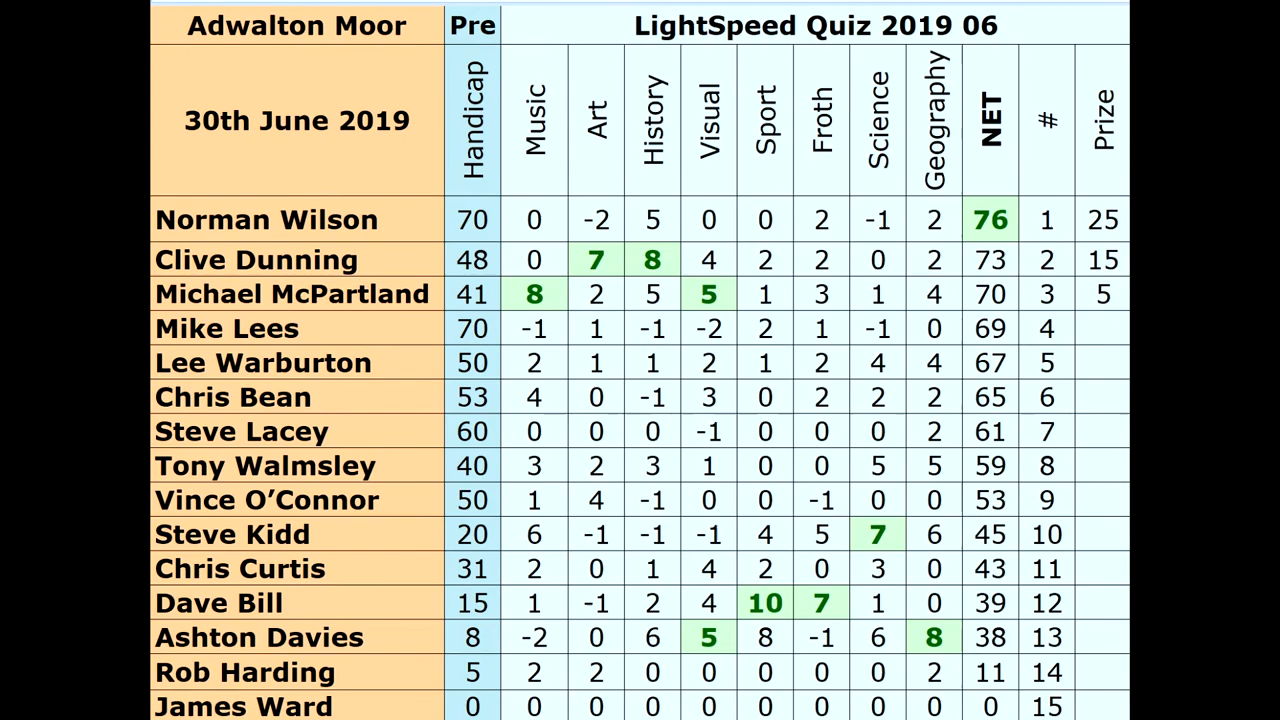 Adwalton Moor Pre LightSpeed Quiz 2019 06
30th June 2019 Handicap Music Art History Visual Sport Froth Science Geography NET # Prize
Norman Wilson 70 0 -2 5 0 0 2 -1 2 76 1 25
Clive Dunning 48 0 7 8 4 2 2 0 2 73 2 15
Michael McPartland 41 8 2 5 5 1 3 1 4 70 3 5
Mike Lees 70 -1 1 -1 -2 2 1 -1 0 69 4
Lee Warburton 50 2 1 1 2 1 2 4 4 67 5
Chris Bean 53 4 0 -1 3 0 2 2 2 65 6
Steve Lacey 60 0 0 0 -1 0 0 0 2 61 7
Tony Walmsley 40 3 2 3 1 0 0 5 5 59 8
Vince O’Connor 50 1 4 -1 0 0 -1 0 0 53 9
Steve Kidd 20 6 -1 -1 -1 4 5 7 6 45 10
Chris Curtis 31 2 0 1 4 2 0 3 0 43 11
Dave Bill 15 1 -1 2 4 10 7 1 0 39 12
Ashton Davies 8 -2 0 6 5 8 -1 6 8 38 13
Rob Harding 5 2 2 0 0 0 0 0 2 11 14
James Ward 0 0 0 0 0 0 0 0 0 0 15